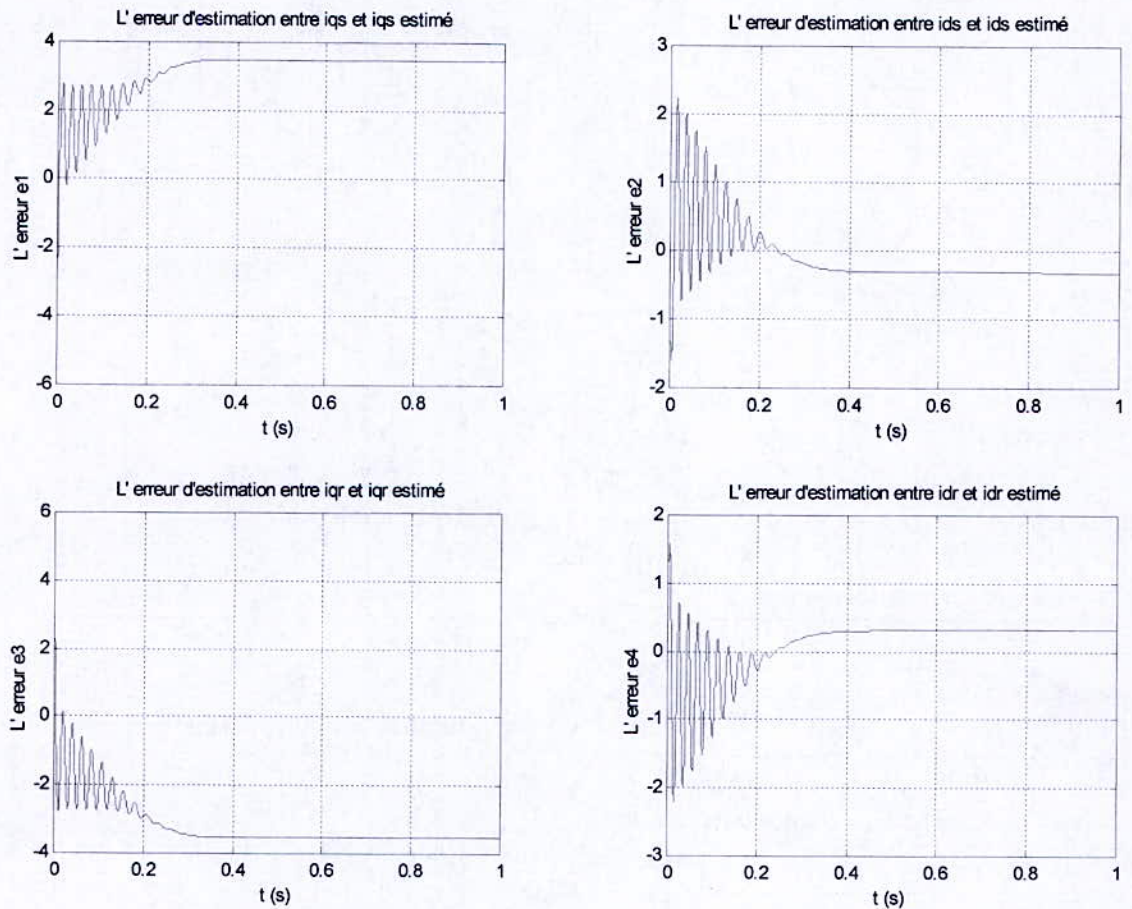 L' erreur d'estimation entre iqs et iqs estimé
4
2
0
-2
-4
-6
L' erreur e1
0 0.2 0.4 0.6 0.8 1
t (s)
L' erreur d'estimation entre ids et ids estimé
3
2
1
0
-1
-2
L' erreur e2
0 0.2 0.4 0.6 0.8 1
t (s)
L' erreur d'estimation entre iqr et iqr estimé
6
4
2
0
-2
-4
L' erreur e3
0 0.2 0.4 0.6 0.8 1
t (s)
L' erreur d'estimation entre idr et idr estimé
2
1
0
-1
-2
-3
L' erreur e4
0 0.2 0.4 0.6 0.8 1
t (s)